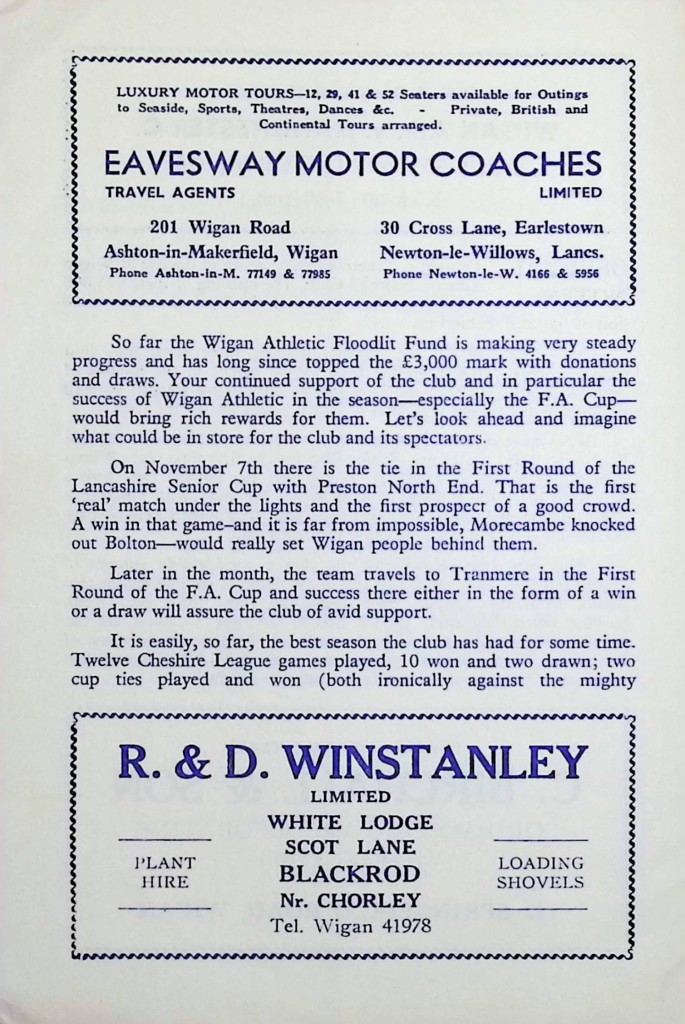 LUXURY MOTOR TOURS—12, 29, 41 & 52 Seaters available for Outings
to Seaside, Sports, Theatres, Dances &c. - Private, British and
Continental Tours arranged.
EAVESWAY MOTOR COACHES
TRAVEL AGENTS LIMITED
201 Wigan Road 30 Cross Lane, Earlestown
Ashton-in-Makerfield, Wigan Newton-le-Willows, Lancs.
Phone Ashton-in-M. 77149 & 77985 Phone Newton-le-W. 4166 & 5956
So far the Wigan Athletic Floodlit Fund is making very steady
progress and has long since topped the £3,000 mark with donations
and draws. Your continued support of the club and in particular the
success of Wigan Athletic in the season—especially the F.A. Cup—
would bring rich rewards for them. Let's look ahead and imagine
what could be in store for the club and its spectators.
On November 7th there is the tie in the First Round of the
Lancashire Senior Cup with Preston North End. That is the first
'real' match under the lights and the first prospect of a good crowd.
A win in that game–and it is far from impossible, Morecambe knocked
out Bolton—would really set Wigan people behind them.
Later in the month, the team travels to Tranmere in the First
Round of the F.A. Cup and success there either in the form of a win
or a draw will assure the club of avid support.
It is easily, so far, the best season the club has had for some time.
Twelve Cheshire League games played, 10 won and two drawn; two
cup ties played and won (both ironically against the mighty
R. & D. WINSTANLEY
LIMITED
WHITE LODGE
SCOT LANE
PLANT HIRE
BLACKROD
LOADING SHOVELS
Nr. CHORLEY
Tel. Wigan 41978